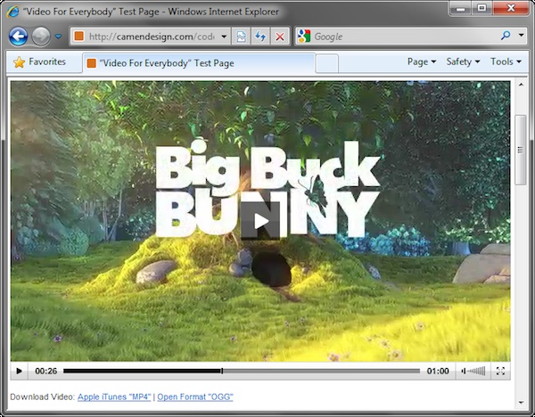 "Video For Everybody" Test Page - Windows Internet Explorer
http://camendesign.com/code
Google
Favorites
"Video For Everybody" Test Page
Page
Safety
Tools
Big Buck
BUNNY
00:26
01:00
Download Video: Apple iTunes "MP4" | Open Format "OGG"